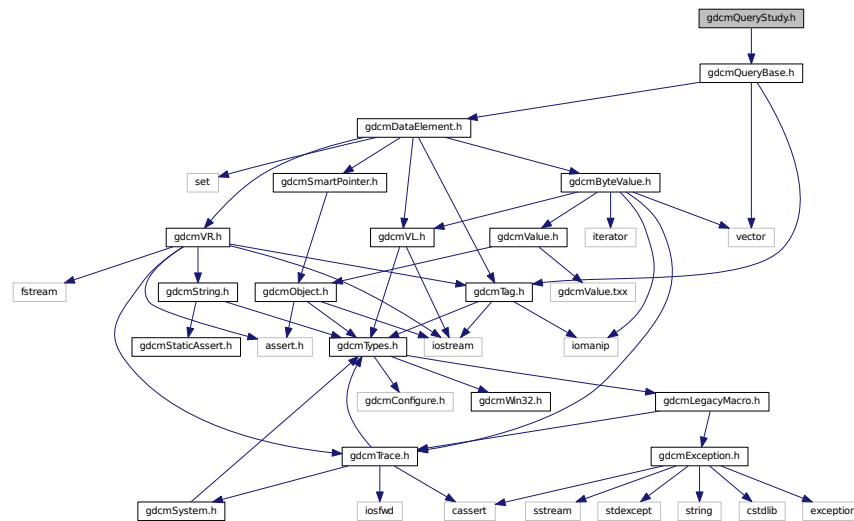 gdcmQueryStudy.h
gdcmQueryBase.h
gdcmDataElement.h
set
gdcmSmartPointer.h
gdcmByteValue.h
gdcmVR.h
gdcmVL.h
gdcmValue.h
iterator
vector
fstream
gdcmString.h
gdcmObject.h
gdcmTag.h
gdcmValue.txx
gdcmStaticAssert.h
assert.h
gdcmTypes.h
iostream
iomanip
gdcmConfigure.h
gdcmWin32.h
gdcmLegacyMacro.h
gdcmTrace.h
gdcmException.h
gdcmSystem.h
iosfwd
cassert
sstream
stdexcept
string
cstdlib
exception